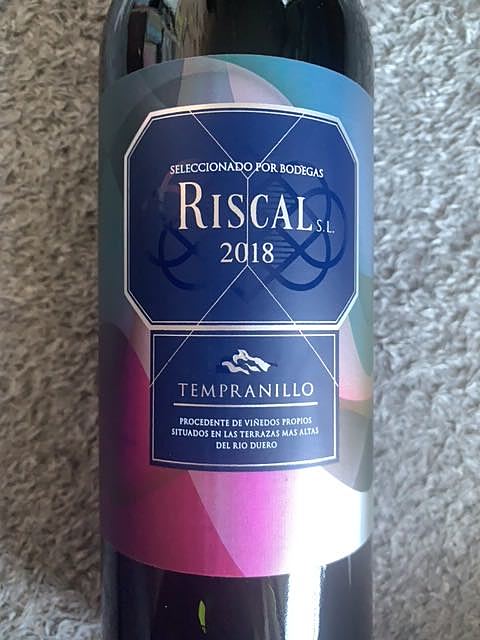 SELECCIONADO POR BODEGAS
RISCAL S.L.
2018
TEMPRANILLO
PROCEDENTE DE VIÑEDOS PROPIOS
SITUADOS EN LAS TERRAZAS MAS ALTAS
DEL RIO DUERO